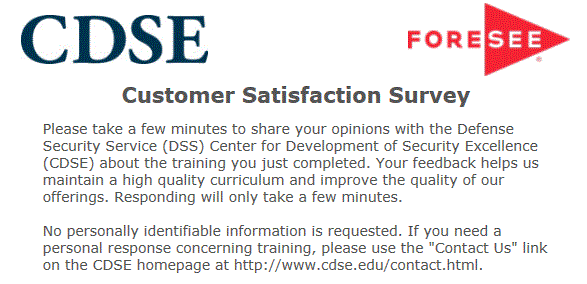 CDSE
FORESEE
Customer Satisfaction Survey
Please take a few minutes to share your opinions with the Defense
Security Service (DSS) Center for Development of Security Excellence
(CDSE) about the training you just completed. Your feedback helps us
maintain a high quality curriculum and improve the quality of our
offerings. Responding will only take a few minutes.
No personally identifiable information is requested. If you need a
personal response concerning training, please use the "Contact Us" link
on the CDSE homepage at http://www.cdse.edu/contact.html.